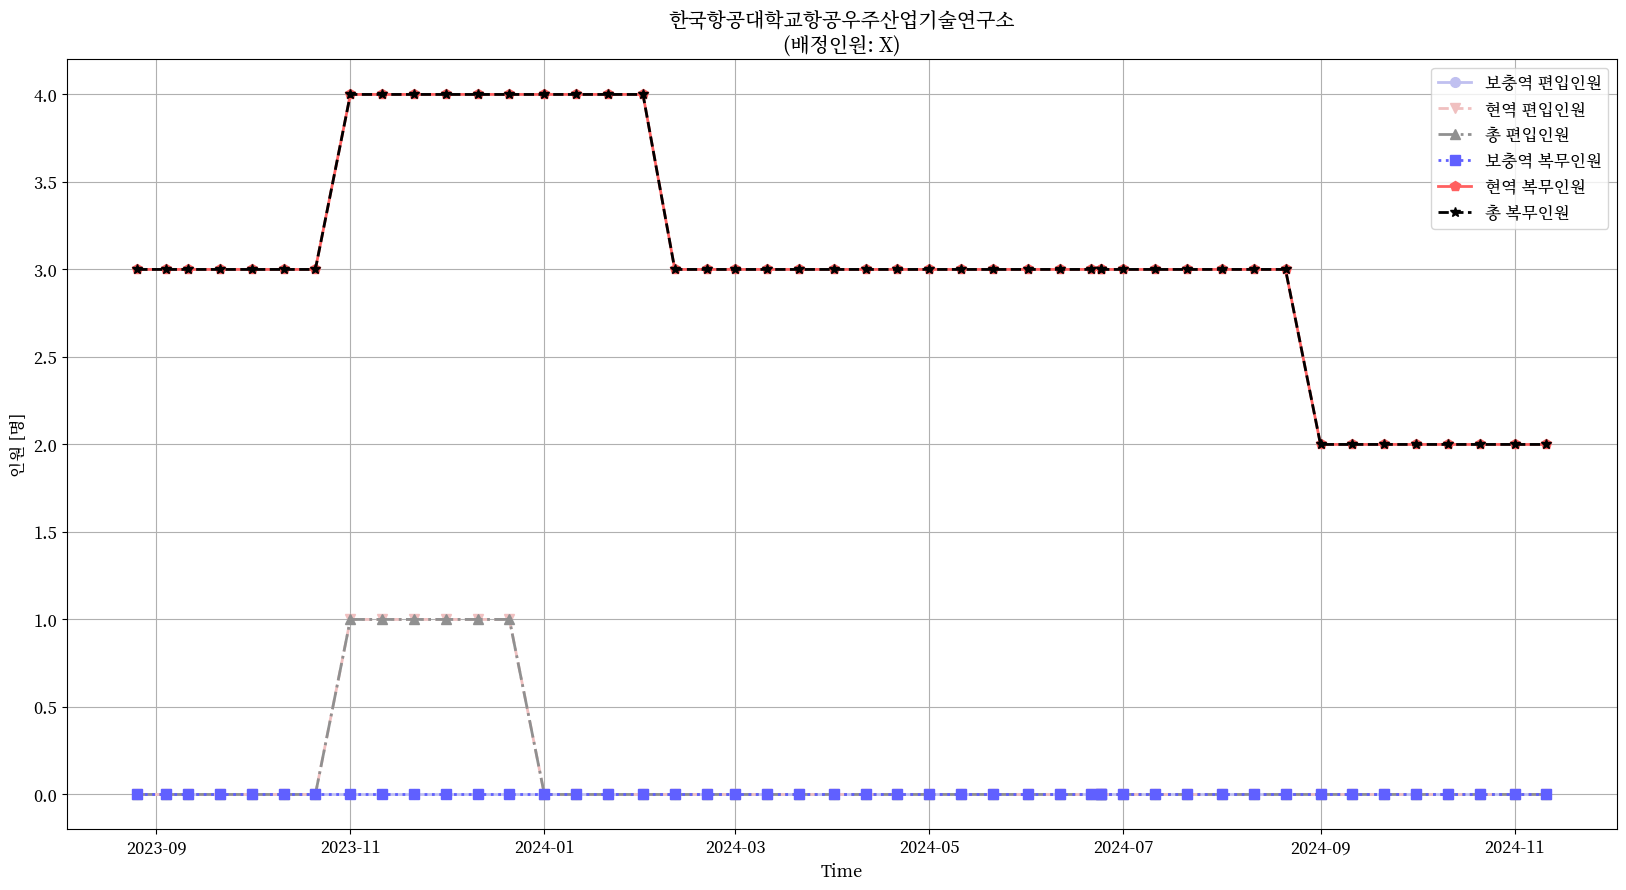 한국항공대학교항공우주산업기술연구소
(배정인원: X)
보충역 편입인원
현역 편입인원
총 편입인원
보충역 복무인원
현역 복무인원
총 복무인원
인원 [명]
4.0
3.5
3.0
2.5
2.0
1.5
1.0
0.5
0.0
2023-09
2023-11
2024-01
2024-03
2024-05
2024-07
2024-09
2024-11
Time